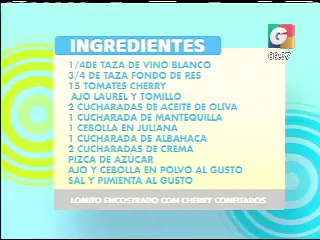 INGREDIENTES
G
1/4DE TAZA DE VINO BLANCO
3/4 DE TAZA FONDO DE RES
15 TOMATES CHERRY
AJO LAUREL Y TOMILLO
2 CUCHARADAS DE ACEITE DE OLIVA
1 CUCHARADA DE MANTEQUILLA
1 CEBOLLA EN JULIANA
1 CUCHARADA DE ALBAHACA
2 CUCHARADAS DE CREMA
PIZCA DE AZÚCAR
AJO Y CEBOLLA EN POLVO AL GUSTO
SAL Y PIMIENTA AL GUSTO
LOMITO ENCOSTRADO CON CHERRY CONFITADOS